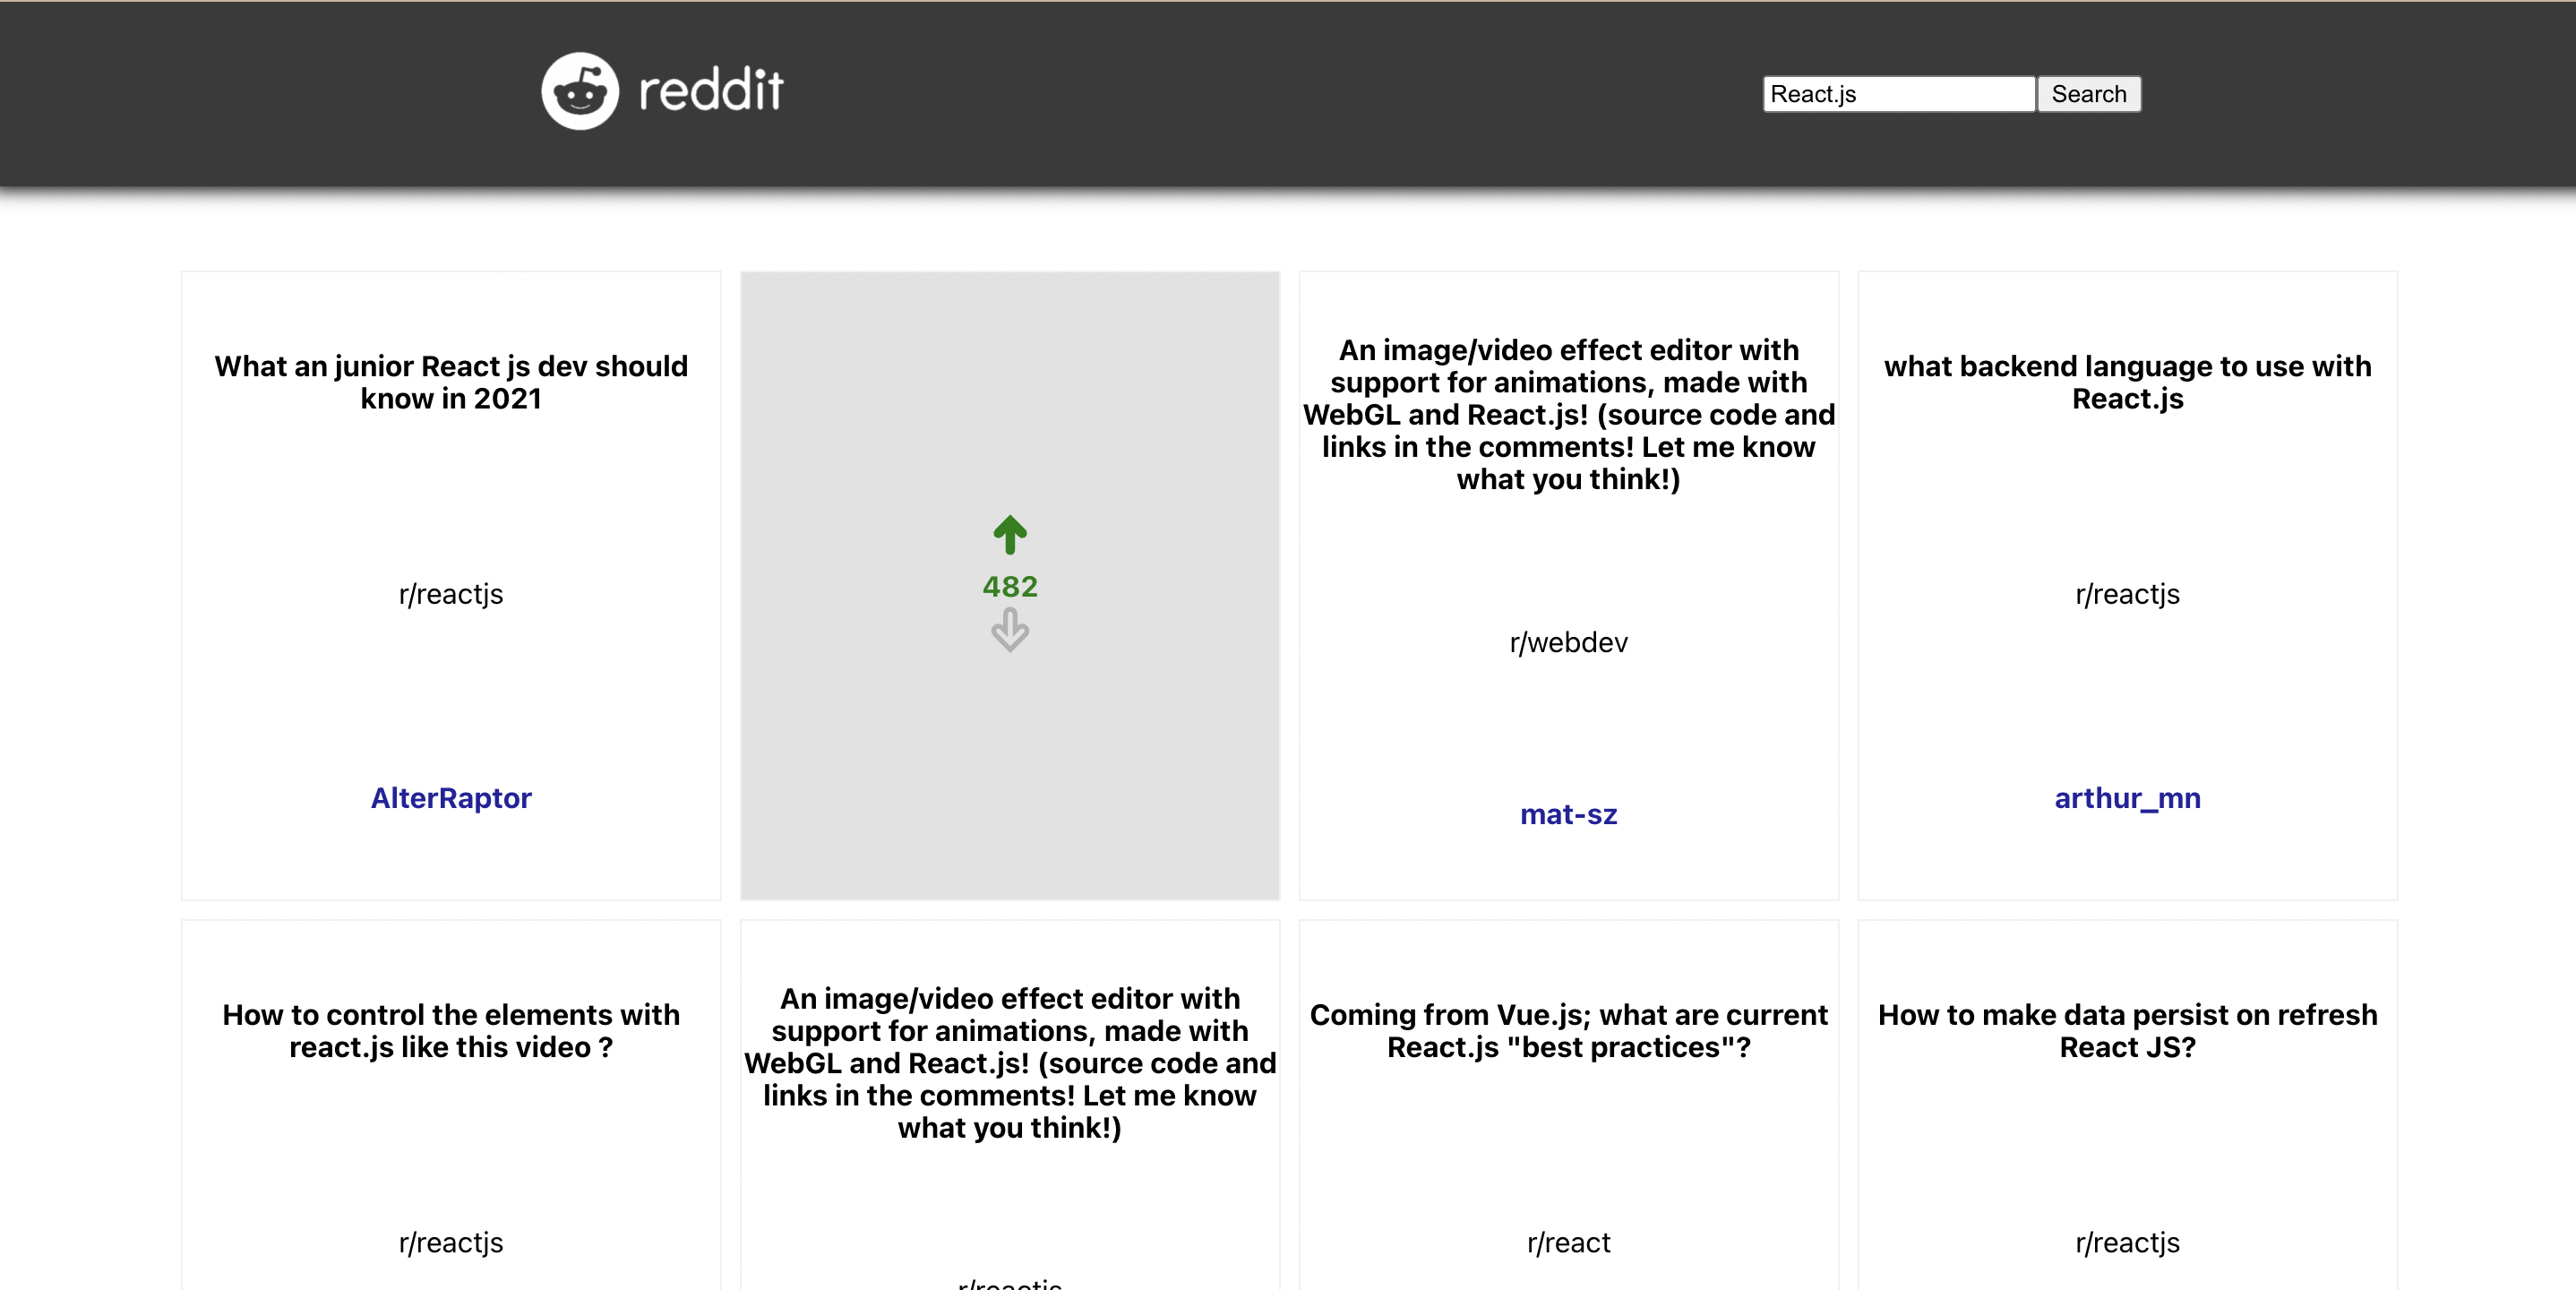 reddit
React.js
Search
What an junior React js dev should
know in 2021
r/reactjs
AlterRaptor
482
An image/video effect editor with
support for animations, made with
WebGL and React.js! (source code and
links in the comments! Let me know
what you think!)
r/webdev
mat-sz
what backend language to use with
React.js
r/reactjs
arthur_mn
How to control the elements with
react.js like this video ?
r/reactjs
An image/video effect editor with
support for animations, made with
WebGL and React.js! (source code and
links in the comments! Let me know
what you think!)
r/reactjs
Coming from Vue.js; what are current
React.js "best practices"?
r/react
How to make data persist on refresh
React JS?
r/reactjs